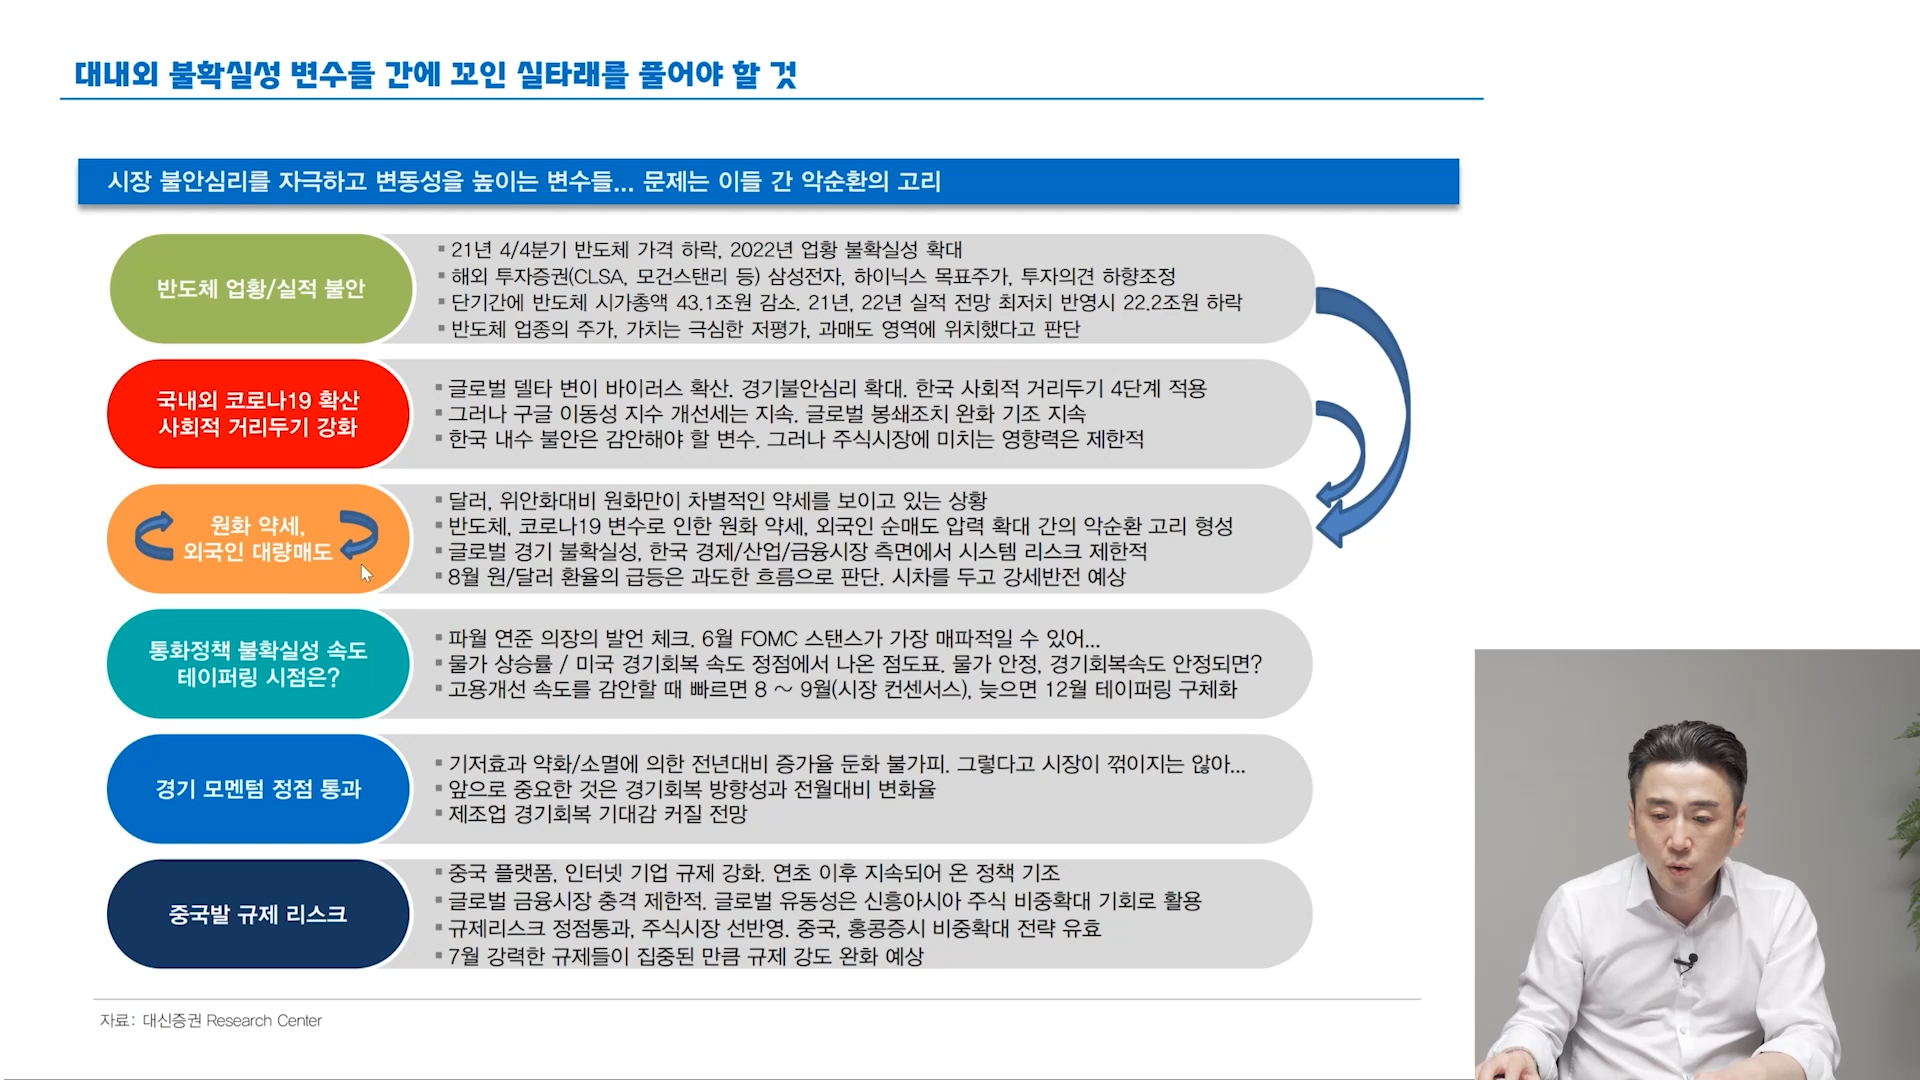 대내외 불확실성 변수들 간에 꼬인 실타래를 풀어야 할 것
시장 불안심리를 자극하고 변동성을 높이는 변수들... 문제는 이들 간 악순환의 고리
반도체 업황/실적 불안
▪ 21년 4/4분기 반도체 가격 하락, 2022년 업황 불확실성 확대
▪ 해외 투자증권(CLSA, 모건스탠리 등) 삼성전자, 하이닉스 목표주가, 투자의견 하향조정
▪ 단기간에 반도체 시가총액 43.1조원 감소. 21년, 22년 실적 전망 최저치 반영시 22.2조원 하락
▪ 반도체 업종의 주가, 가치는 극심한 저평가, 과매도 영역에 위치했다고 판단
국내외 코로나19 확산
사회적 거리두기 강화
▪ 글로벌 델타 변이 바이러스 확산. 경기불안심리 확대. 한국 사회적 거리두기 4단계 적용
▪ 그러나 구글 이동성 지수 개선세는 지속. 글로벌 봉쇄조치 완화 기조 지속
▪ 한국 내수 불안은 감안해야 할 변수. 그러나 주식시장에 미치는 영향력은 제한적
원화 약세,
외국인 대량매도
▪ 달러, 위안화대비 원화만이 차별적인 약세를 보이고 있는 상황
▪ 반도체, 코로나19 변수로 인한 원화 약세, 외국인 순매도 압력 확대 간의 악순환 고리 형성
▪ 글로벌 경기 불확실성, 한국 경제/산업/금융시장 측면에서 시스템 리스크 제한적
▪ 8월 원/달러 환율의 급등은 과도한 흐름으로 판단. 시차를 두고 강세반전 예상
통화정책 불확실성 속도
테이퍼링 시점은?
▪ 파월 연준 의장의 발언 체크. 6월 FOMC 스탠스가 가장 매파적일 수 있어...
▪ 물가 상승률 / 미국 경기회복 속도 정점에서 나온 점도표. 물가 안정, 경기회복속도 안정되면?
▪ 고용개선 속도를 감안할 때 빠르면 8 ～ 9월(시장 컨센서스), 늦으면 12월 테이퍼링 구체화
경기 모멘텀 정점 통과
▪ 기저효과 약화/소멸에 의한 전년대비 증가율 둔화 불가피. 그렇다고 시장이 꺾이지는 않아...
▪ 앞으로 중요한 것은 경기회복 방향성과 전월대비 변화율
▪ 제조업 경기회복 기대감 커질 전망
중국발 규제 리스크
▪ 중국 플랫폼, 인터넷 기업 규제 강화. 연초 이후 지속되어 온 정책 기조
▪ 글로벌 금융시장 충격 제한적. 글로벌 유동성은 신흥아시아 주식 비중확대 기회로 활용
▪ 규제리스크 정점통과, 주식시장 선반영. 중국, 홍콩증시 비중확대 전략 유효
▪ 7월 강력한 규제들이 집중된 만큼 규제 강도 완화 예상
자료: 대신증권 Research Center